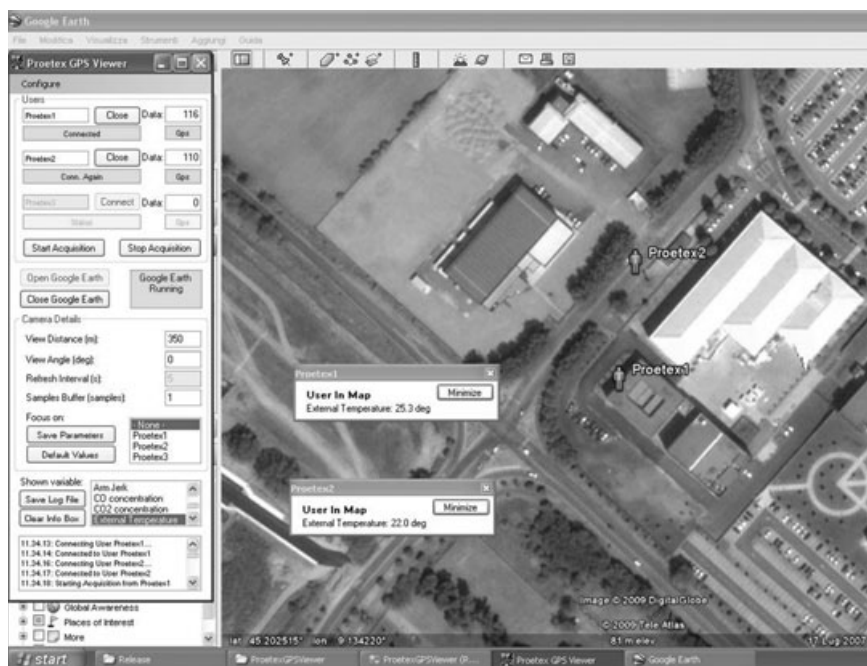 Google Earth
File Modifica Visualizza Strumenti Aggiungi Guida
Proetex GPS Viewer
Configure
Users
Proetex1 Close Data: 116
Connected Gps
Proetex2 Close Data: 110
Conn. Again Gps
Proetex3 Connect Data: 0
Status Gps
Start Acquisition Stop Acquisition
Open Google Earth
Google Earth Running
Close Google Earth
Camera Details
View Distance (m): 350
View Angle (deg): 0
Refresh Interval (s): 5
Samples Buffer (samples): 1
Focus on:
- None -
Save Parameters
Proetex1
Proetex2
Default Values
Proetex3
Shown variable:
Arm Jerk
Save Log File
CO concentration
CO2 concentration
Clear Info Box
External Temperature
11.34.13: Connecting User Proetex1...
11.34.14: Connected to User Proetex1
11.34.16: Connecting User Proetex2...
11.34.17: Connected to User Proetex2
11.34.18: Starting Acquisition from Proetex1
Global Awareness
Places of Interest
More
Proetex2
Proetex1
Proetex1
User In Map Minimize
External Temperature: 25.3 deg
Proetex2
User In Map Minimize
External Temperature: 22.0 deg
Image © 2009 DigitalGlobe
© 2009 Tele Atlas
lat 45.202515° lon 9.134220° 81 m elev 17 Lug 2007
start Release ProetexGPSViewer ProetexGPSViewer (R... Proetex GPS Viewer Google Earth